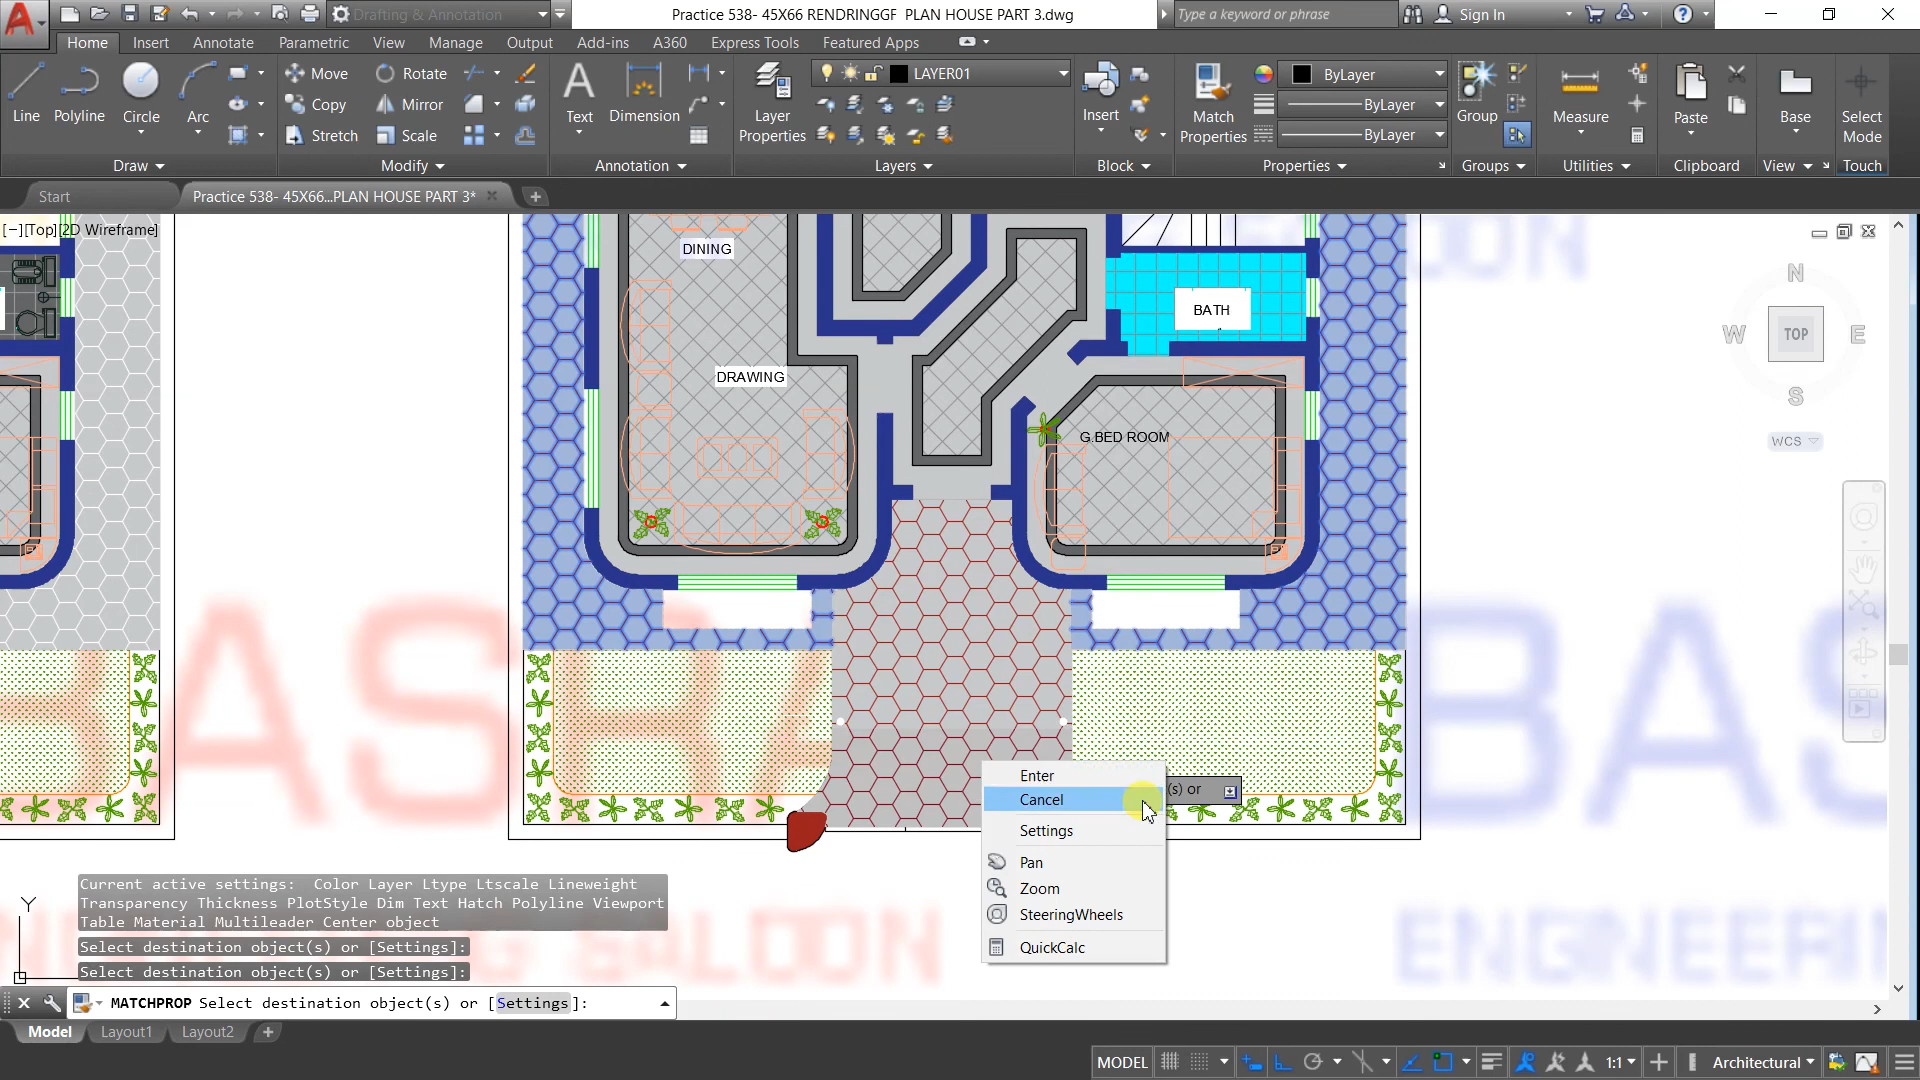 Drafting & Annotation
Practice 538- 45X66 RENDRINGGF  PLAN HOUSE PART 3.dwg
Type a keyword or phrase
Sign In
Home Insert Annotate Parametric View Manage Output Add-ins A360 Express Tools Featured Apps
Line Polyline Circle Arc
Move Rotate
Copy Mirror
Stretch Scale
Text Dimension
Layer Properties
LAYER01
Insert
Match Properties
ByLayer
ByLayer
ByLayer
Group Measure Paste Base
Select Mode
Draw Modify Annotation Layers Block Properties Groups Utilities Clipboard View Touch
Start
Practice 538- 45X66...PLAN HOUSE PART 3*
[−][Top][2D Wireframe]
DINING
BATH
DRAWING
G.BED ROOM
N
W TOP E
S
WCS
BASHA
BAS
Enter
Cancel
(s) or
Settings
Pan
Zoom
SteeringWheels
QuickCalc
Current active settings:  Color Layer Ltype Ltscale Lineweight
Transparency Thickness PlotStyle Dim Text Hatch Polyline Viewport
Table Material Multileader Center object
Select destination object(s) or [Settings]:
Select destination object(s) or [Settings]:
Y
SALOON
ENGINEERIN
MATCHPROP Select destination object(s) or [Settings]:
Model Layout1 Layout2
MODEL
1:1
Architectural